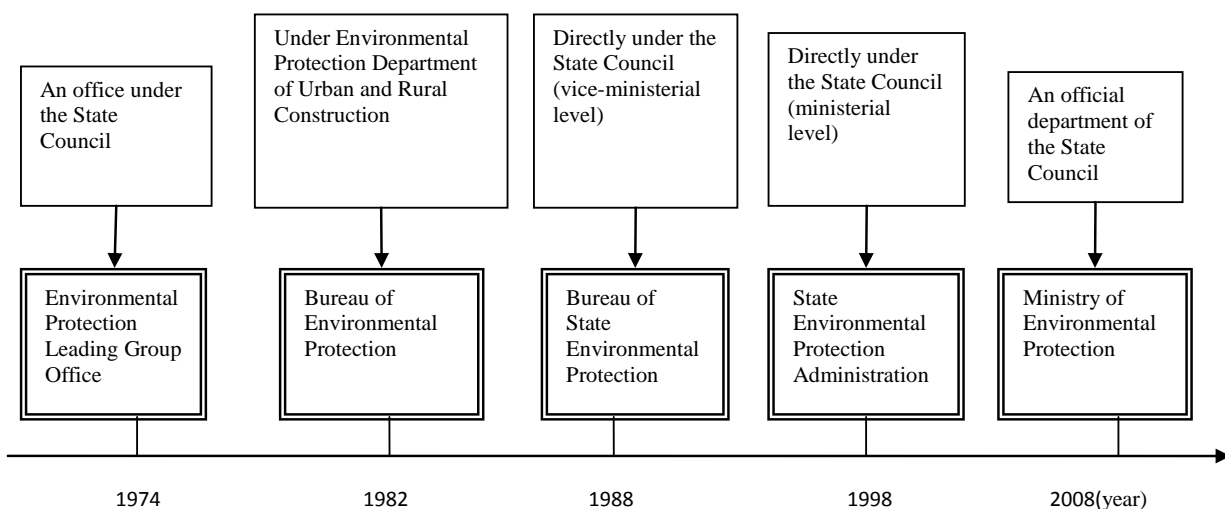 An office under
the State
Council
Under Environmental
Protection Department
of Urban and Rural
Construction
Directly under the
State Council
(vice-ministerial
level)
Directly under
the State Council
(ministerial
level)
An official
department of
the State
Council
Environmental
Protection
Leading Group
Office
Bureau of
Environmental
Protection
Bureau of
State
Environmental
Protection
State
Environmental
Protection
Administration
Ministry of
Environmental
Protection
1974
1982
1988
1998
2008(year)